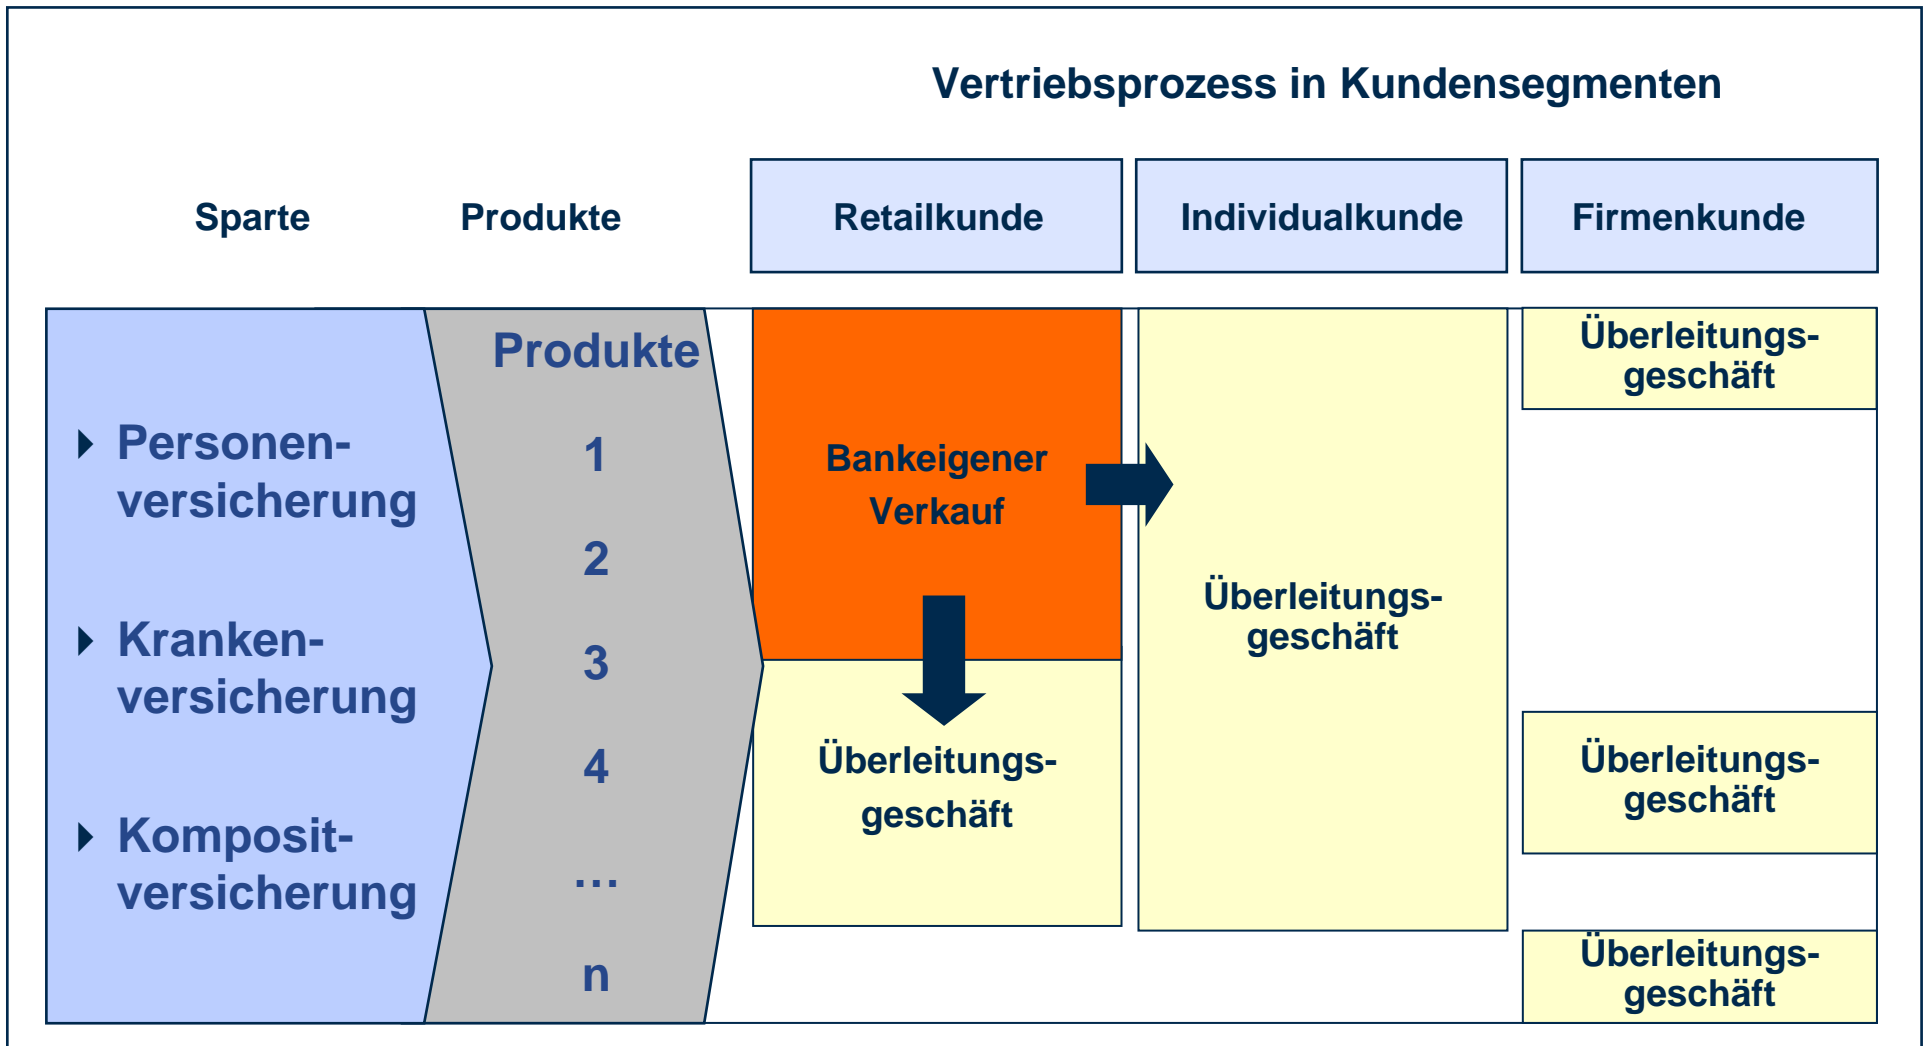 Vertriebsprozess in Kundensegmenten
Sparte
Produkte
Retailkunde
Individualkunde
Firmenkunde
Personen-
versicherung
Kranken-
versicherung
Komposit-
versicherung
Produkte
1
2
3
4
…
n
Bankeigener
Verkauf
Überleitungs-
geschäft
Überleitungs-
geschäft
Überleitungs-
geschäft
Überleitungs-
geschäft
Überleitungs-
geschäft